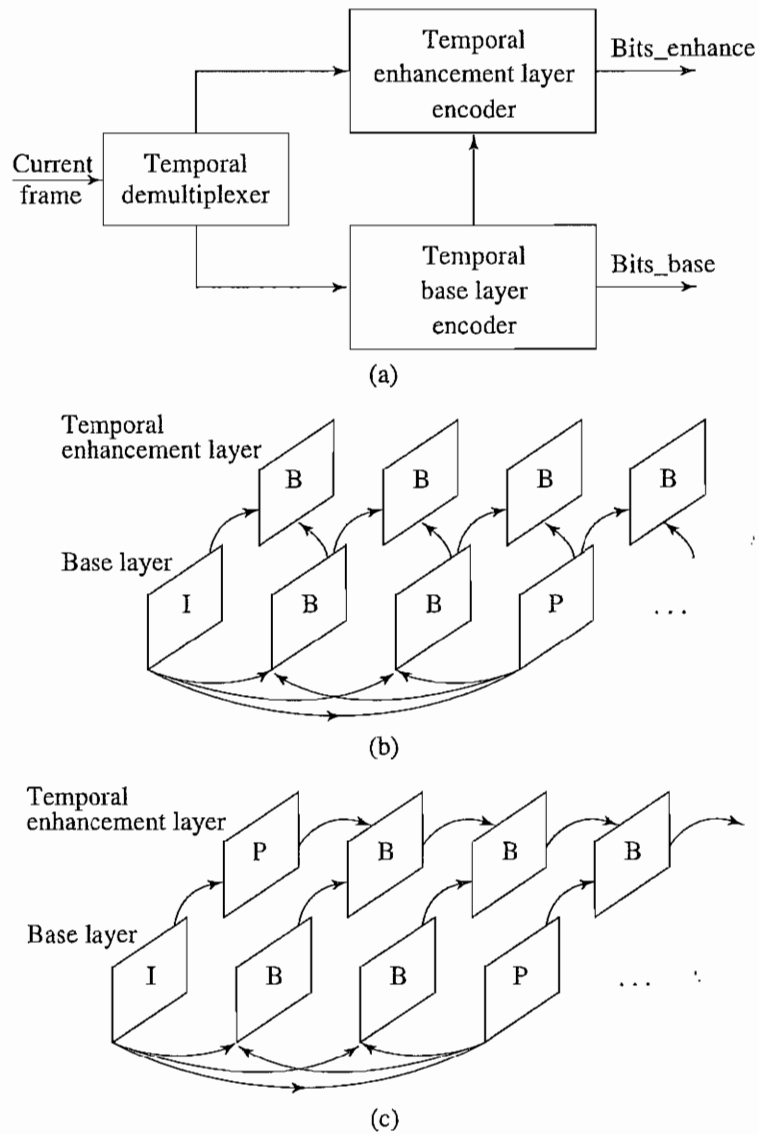 Temporal
enhancement layer
encoder
Bits_enhance
Current
frame
Temporal
demultiplexer
Temporal
base layer
encoder
Bits_base
(a)
Temporal
enhancement layer
B B B B
Base layer
I B B P . . .
(b)
Temporal
enhancement layer
P B B B
Base layer
I B B P . . .
(c)